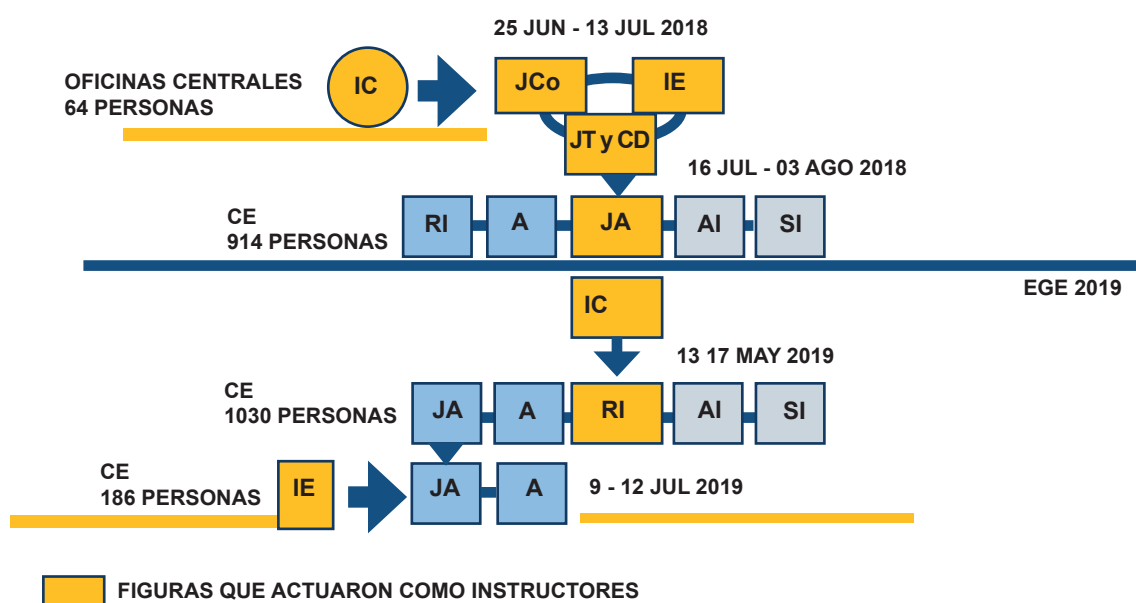 25 JUN - 13 JUL 2018
OFICINAS CENTRALES
64 PERSONAS
IC
JCo
IE
JT y CD
16 JUL - 03 AGO 2018
CE
914 PERSONAS
RI
A
JA
AI
SI
EGE 2019
IC
13 17 MAY 2019
CE
1030 PERSONAS
JA
A
RI
AI
SI
CE
186 PERSONAS
IE
JA
A
9 - 12 JUL 2019
FIGURAS QUE ACTUARON COMO INSTRUCTORES